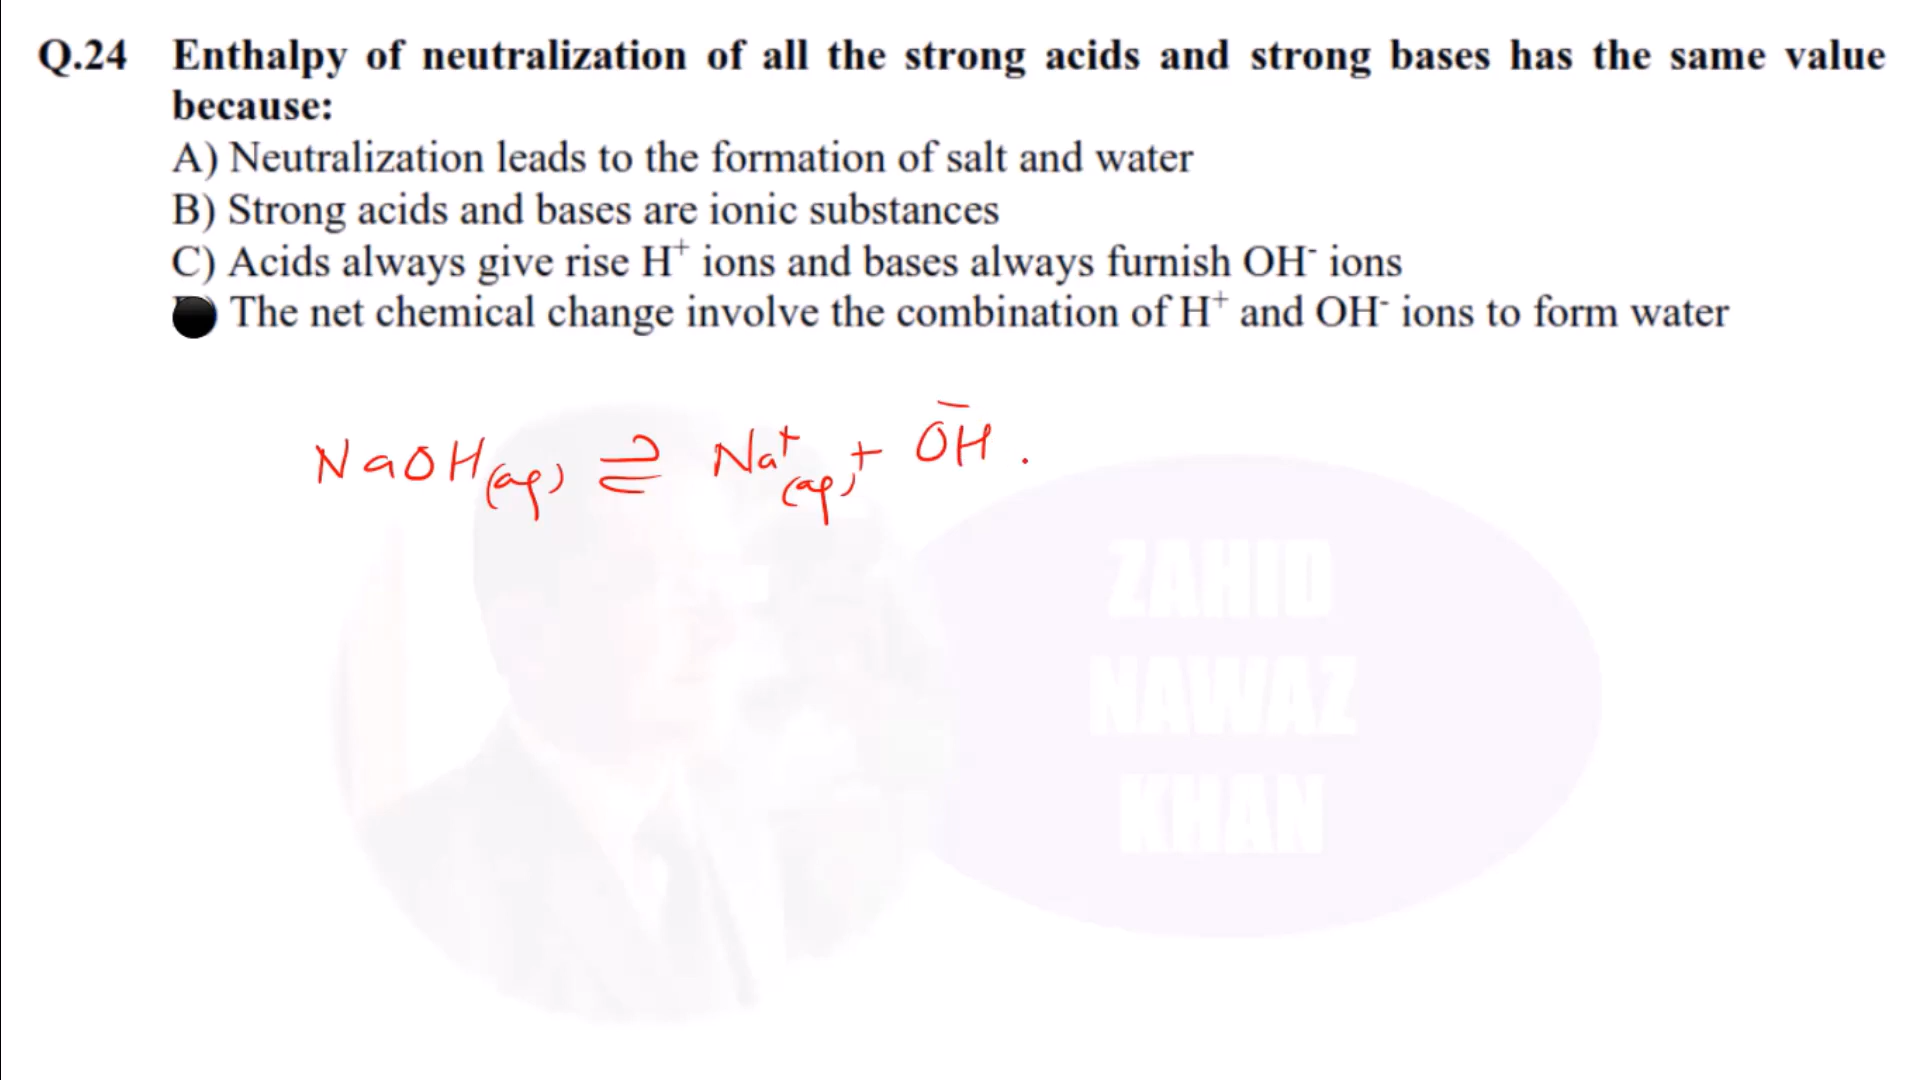 Q.24 Enthalpy of neutralization of all the strong acids and strong bases has the same value
because:
A) Neutralization leads to the formation of salt and water
B) Strong acids and bases are ionic substances
C) Acids always give rise H⁺ ions and bases always furnish OH⁻ ions
The net chemical change involve the combination of H⁺ and OH⁻ ions to form water
NaOH(aq) ⇌ Na⁺(aq) + OH⁻.
ZAHID
NAWAZ
KHAN